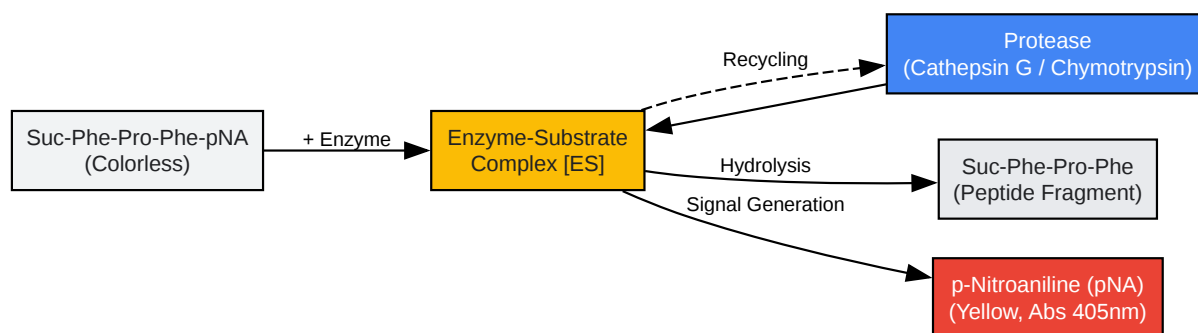 Suc-Phe-Pro-Phe-pNA
(Colorless)
+ Enzyme
Enzyme-Substrate
Complex [ES]
Recycling
Protease
(Cathepsin G / Chymotrypsin)
Hydrolysis
Suc-Phe-Pro-Phe
(Peptide Fragment)
Signal Generation
p-Nitroaniline (pNA)
(Yellow, Abs 405nm)